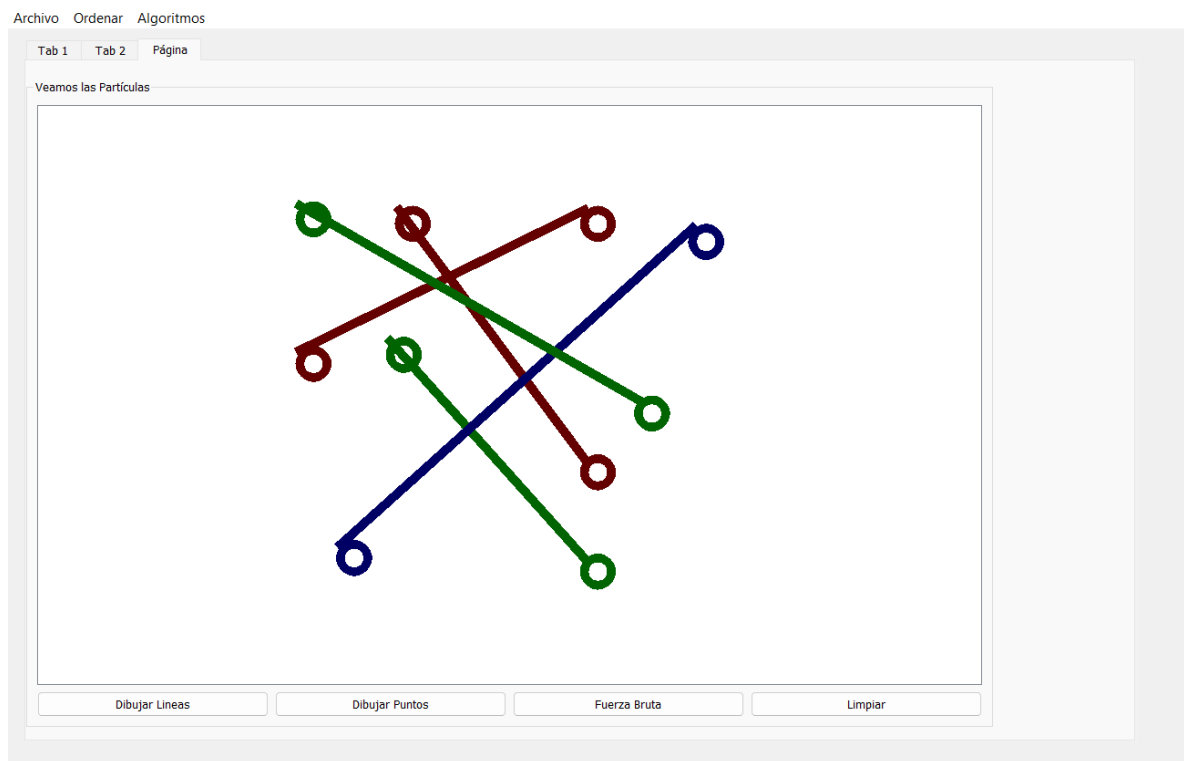 Archivo Ordenar Algoritmos
Tab 1 Tab 2 Página
Veamos las Partículas
Dibujar Lineas Dibujar Puntos Fuerza Bruta Limpiar